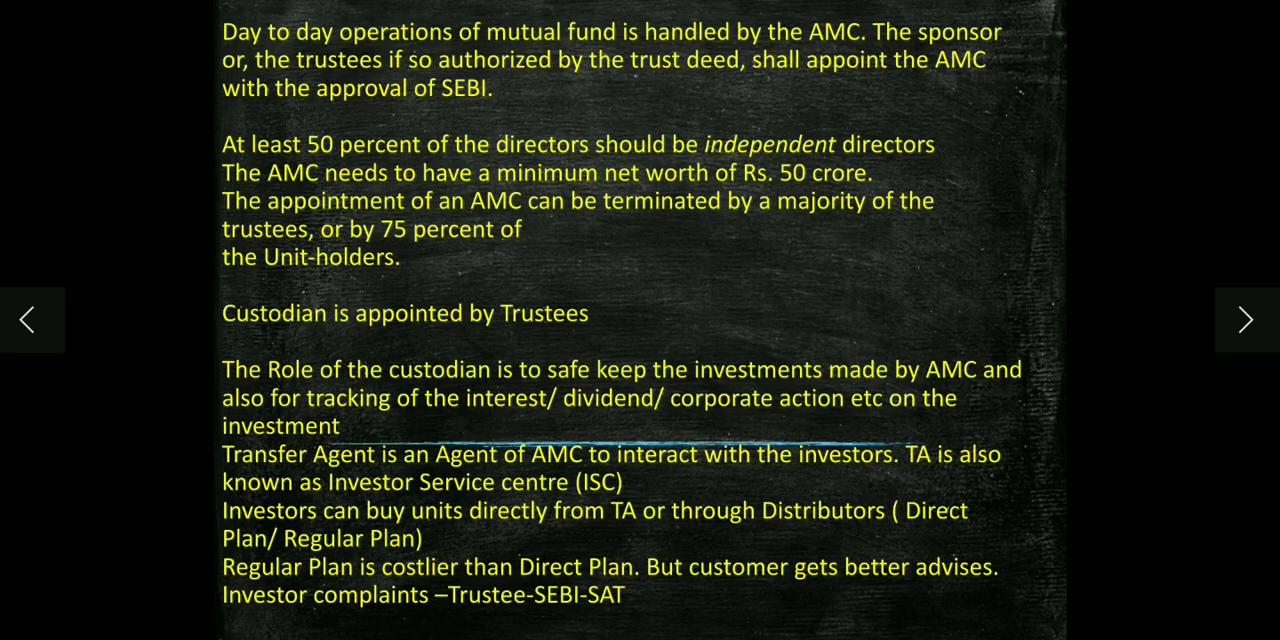 Day to day operations of mutual fund is handled by the AMC. The sponsor
or, the trustees if so authorized by the trust deed, shall appoint the AMC
with the approval of SEBI.
At least 50 percent of the directors should be independent directors
The AMC needs to have a minimum net worth of Rs. 50 crore.
The appointment of an AMC can be terminated by a majority of the
trustees, or by 75 percent of
the Unit-holders.
Custodian is appointed by Trustees
The Role of the custodian is to safe keep the investments made by AMC and
also for tracking of the interest/ dividend/ corporate action etc on the
investment
Transfer Agent is an Agent of AMC to interact with the investors. TA is also
known as Investor Service centre (ISC)
Investors can buy units directly from TA or through Distributors ( Direct
Plan/ Regular Plan)
Regular Plan is costlier than Direct Plan. But customer gets better advises.
Investor complaints –Trustee-SEBI-SAT